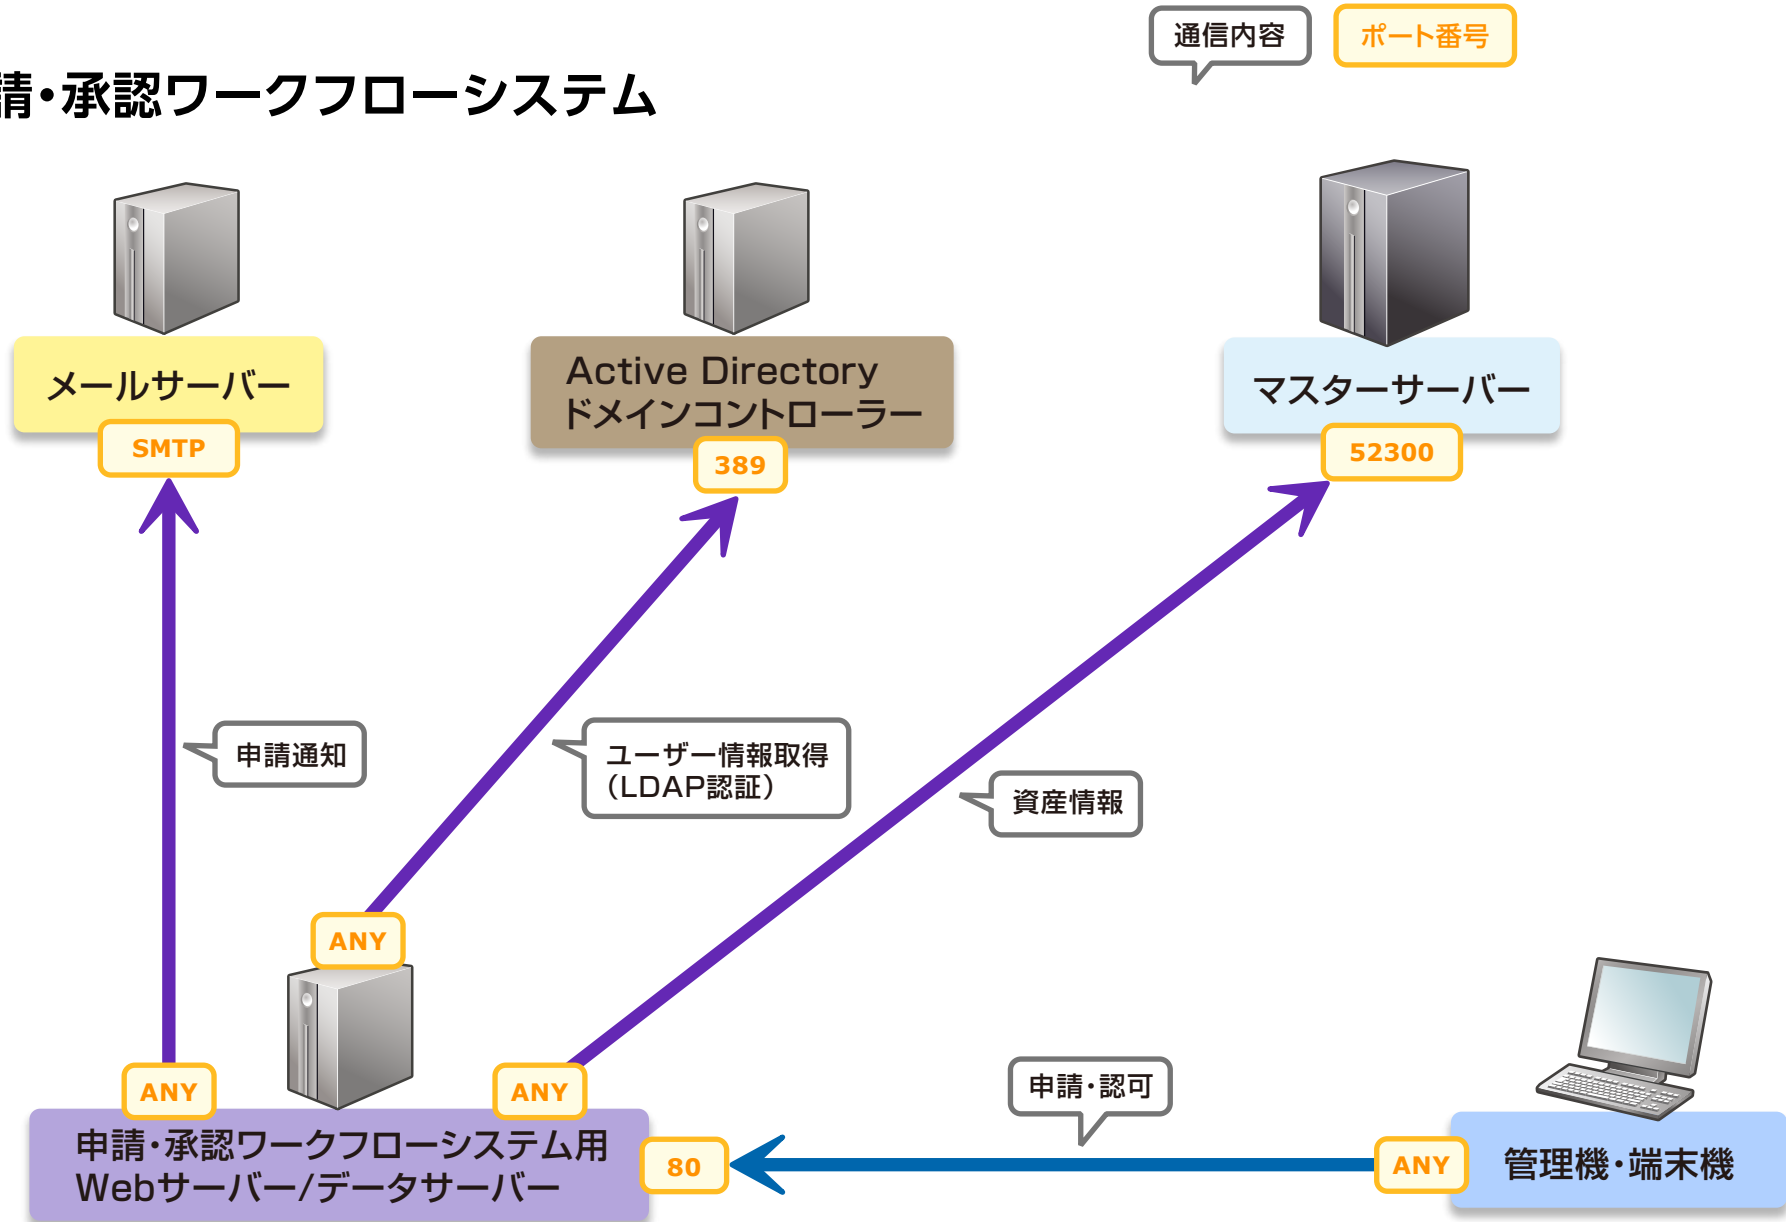 通信内容
ポート番号
請・承認ワークフローシステム
メールサーバー
SMTP
Active Directory
ドメインコントローラー
389
マスターサーバー
52300
申請通知
ユーザー情報取得
（LDAP認証）
資産情報
ANY
ANY
ANY
申請・認可
申請・承認ワークフローシステム用
Webサーバー/データサーバー
80
ANY
管理機・端末機